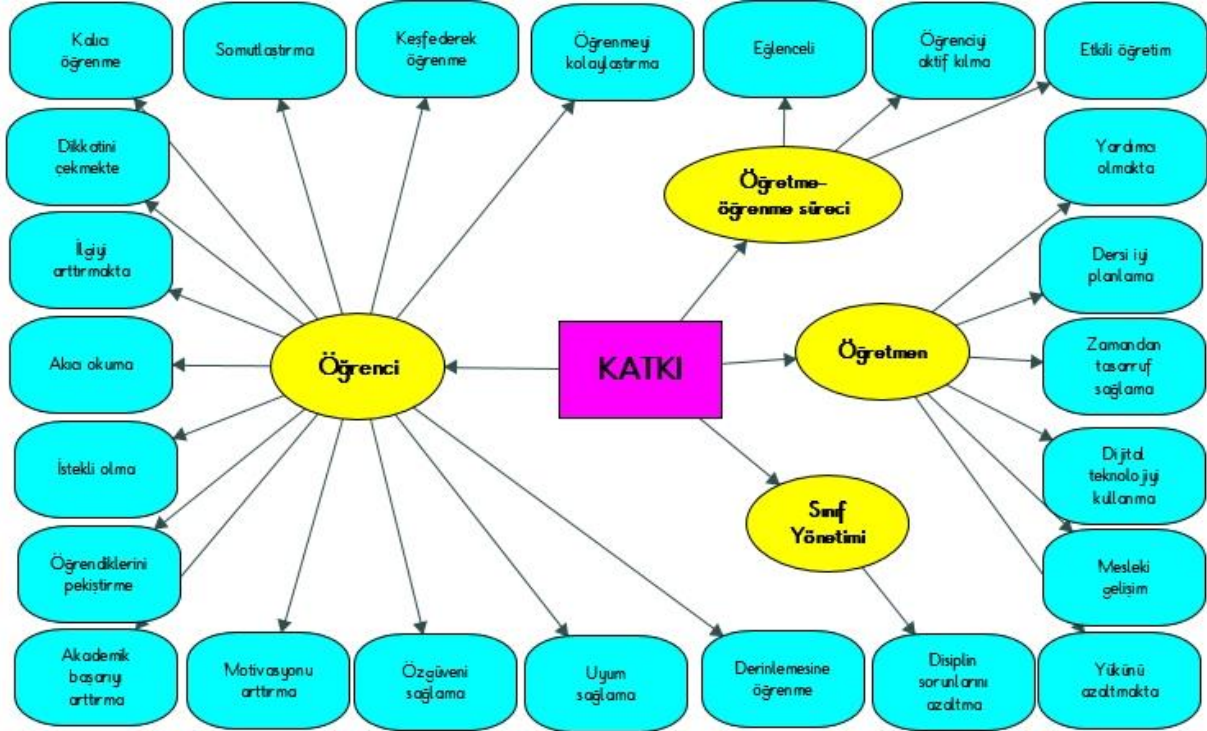 Kalıcı
öğrenme
Somutlaştırma
Keşfederek
öğrenme
Öğrenmeyi
kolaylaştırma
Eğlenceli
Öğrenciyi
aktif kılma
Etkili öğretim
Dikkatini
çekmekte
Yardımcı
olmakta
Öğretme-
öğrenme süreci
İlgiyi
arttırmakta
Dersi iyi
planlama
Akıcı okuma
Öğrenci
KATKI
Öğretmen
Zamandan
tasarruf
sağlama
İstekli olma
Dijital
teknolojiyi
kullanma
Sınıf
Yönetimi
Öğrendiklerini
pekiştirme
Mesleki
gelişim
Akademik
başarıyı
arttırma
Motivasyonu
arttırma
Özgüveni
sağlama
Uyum
sağlama
Derinlemesine
öğrenme
Disiplin
sorunlarını
azaltma
Yükünü
azaltmakta